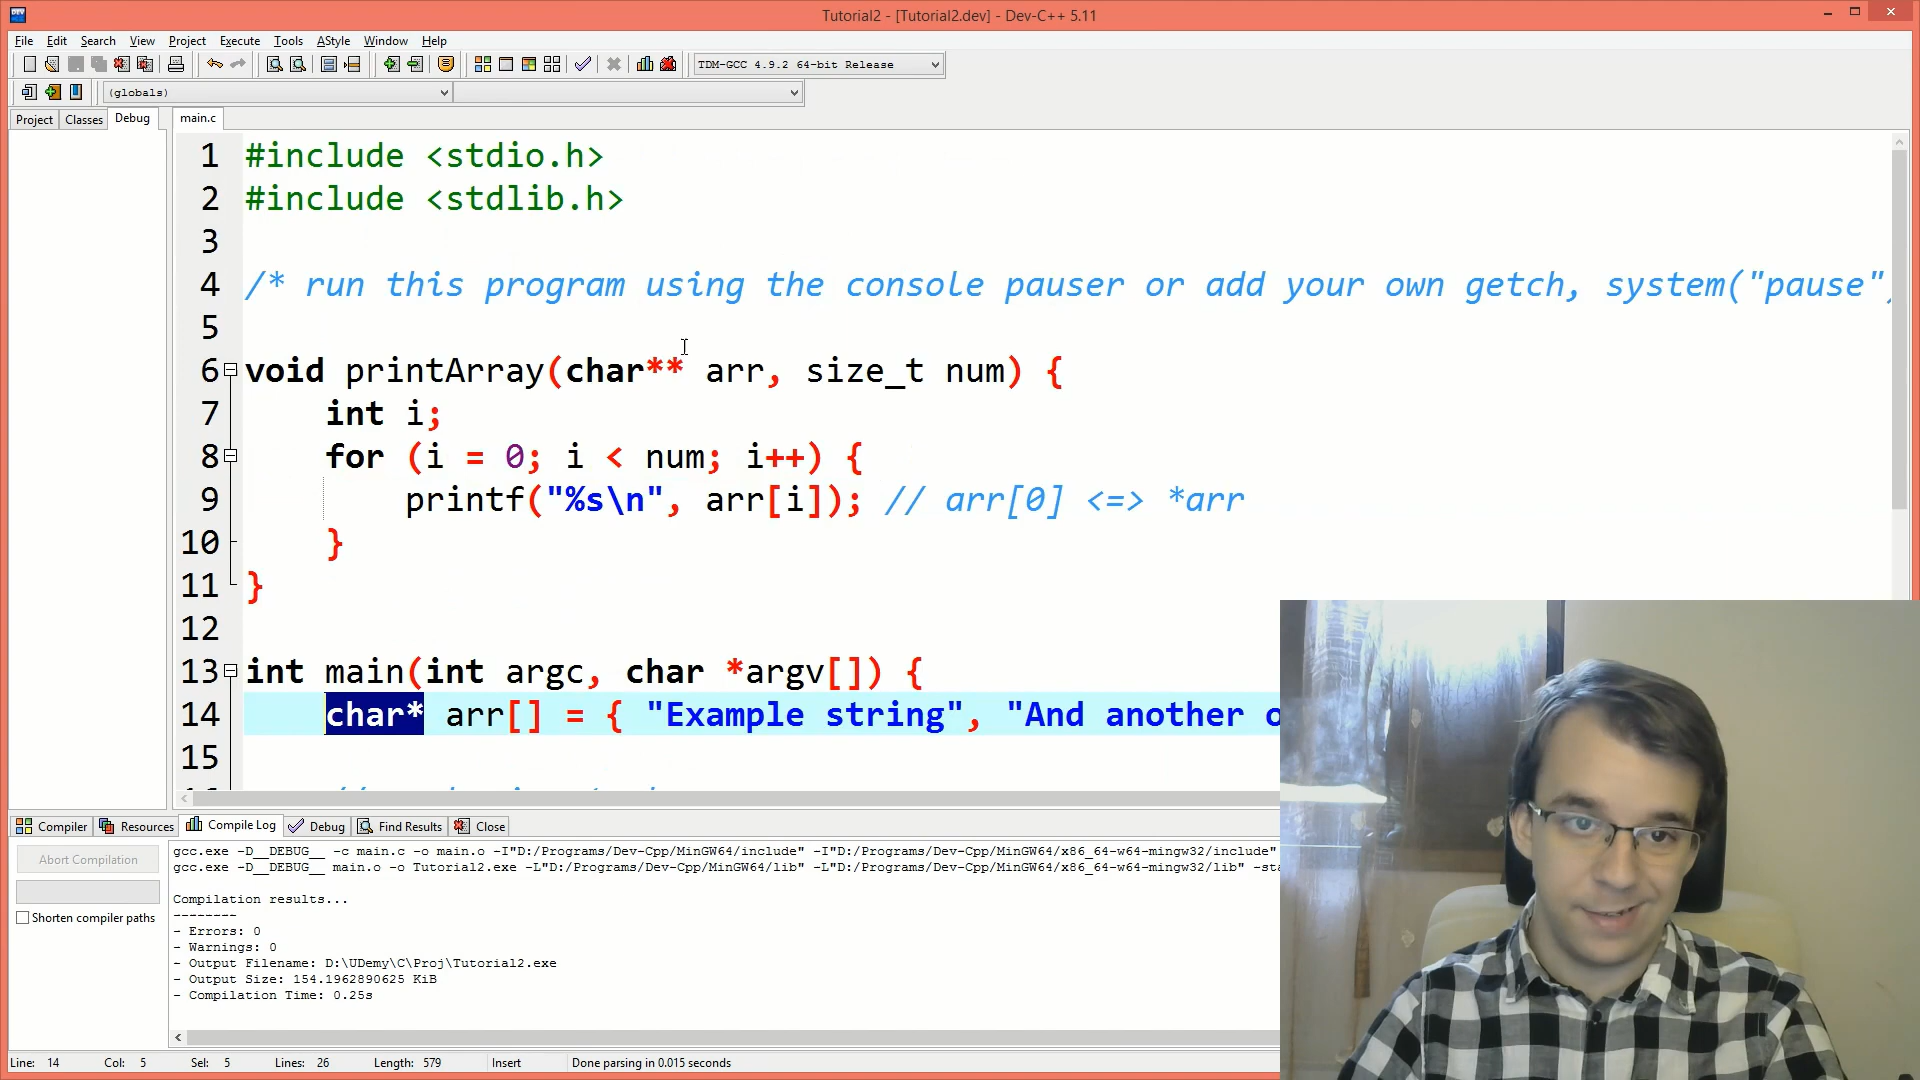 Tutorial2 - [Tutorial2.dev] - Dev-C++ 5.11
File Edit Search View Project Execute Tools AStyle Window Help
TDM-GCC 4.9.2 64-bit Release
(globals)
Project Classes Debug main.c
1 #include <stdio.h>
2 #include <stdlib.h>
3
4 /* run this program using the console pauser or add your own getch, system("pause")
5
6 void printArray(char** arr, size_t num) {
7 int i;
8 for (i = 0; i < num; i++) {
9 printf("%s\n", arr[i]); // arr[0] <=> *arr
10 }
11 }
12
13 int main(int argc, char *argv[]) {
14 char* arr[] = { "Example string", "And another o
15
Compiler Resources Compile Log Debug Find Results Close
Abort Compilation
Shorten compiler paths
gcc.exe -D__DEBUG__ -c main.c -o main.o -I"D:/Programs/Dev-Cpp/MinGW64/include" -I"D:/Programs/Dev-Cpp/MinGW64/x86_64-w64-mingw32/include"
gcc.exe -D__DEBUG__ main.o -o Tutorial2.exe -L"D:/Programs/Dev-Cpp/MinGW64/lib" -L"D:/Programs/Dev-Cpp/MinGW64/x86_64-w64-mingw32/lib" -sta
Compilation results...
--------
- Errors: 0
- Warnings: 0
- Output Filename: D:\UDemy\C\Proj\Tutorial2.exe
- Output Size: 154.1962890625 KiB
- Compilation Time: 0.25s
Line: 14 Col: 5 Sel: 5 Lines: 26 Length: 579 Insert Done parsing in 0.015 seconds